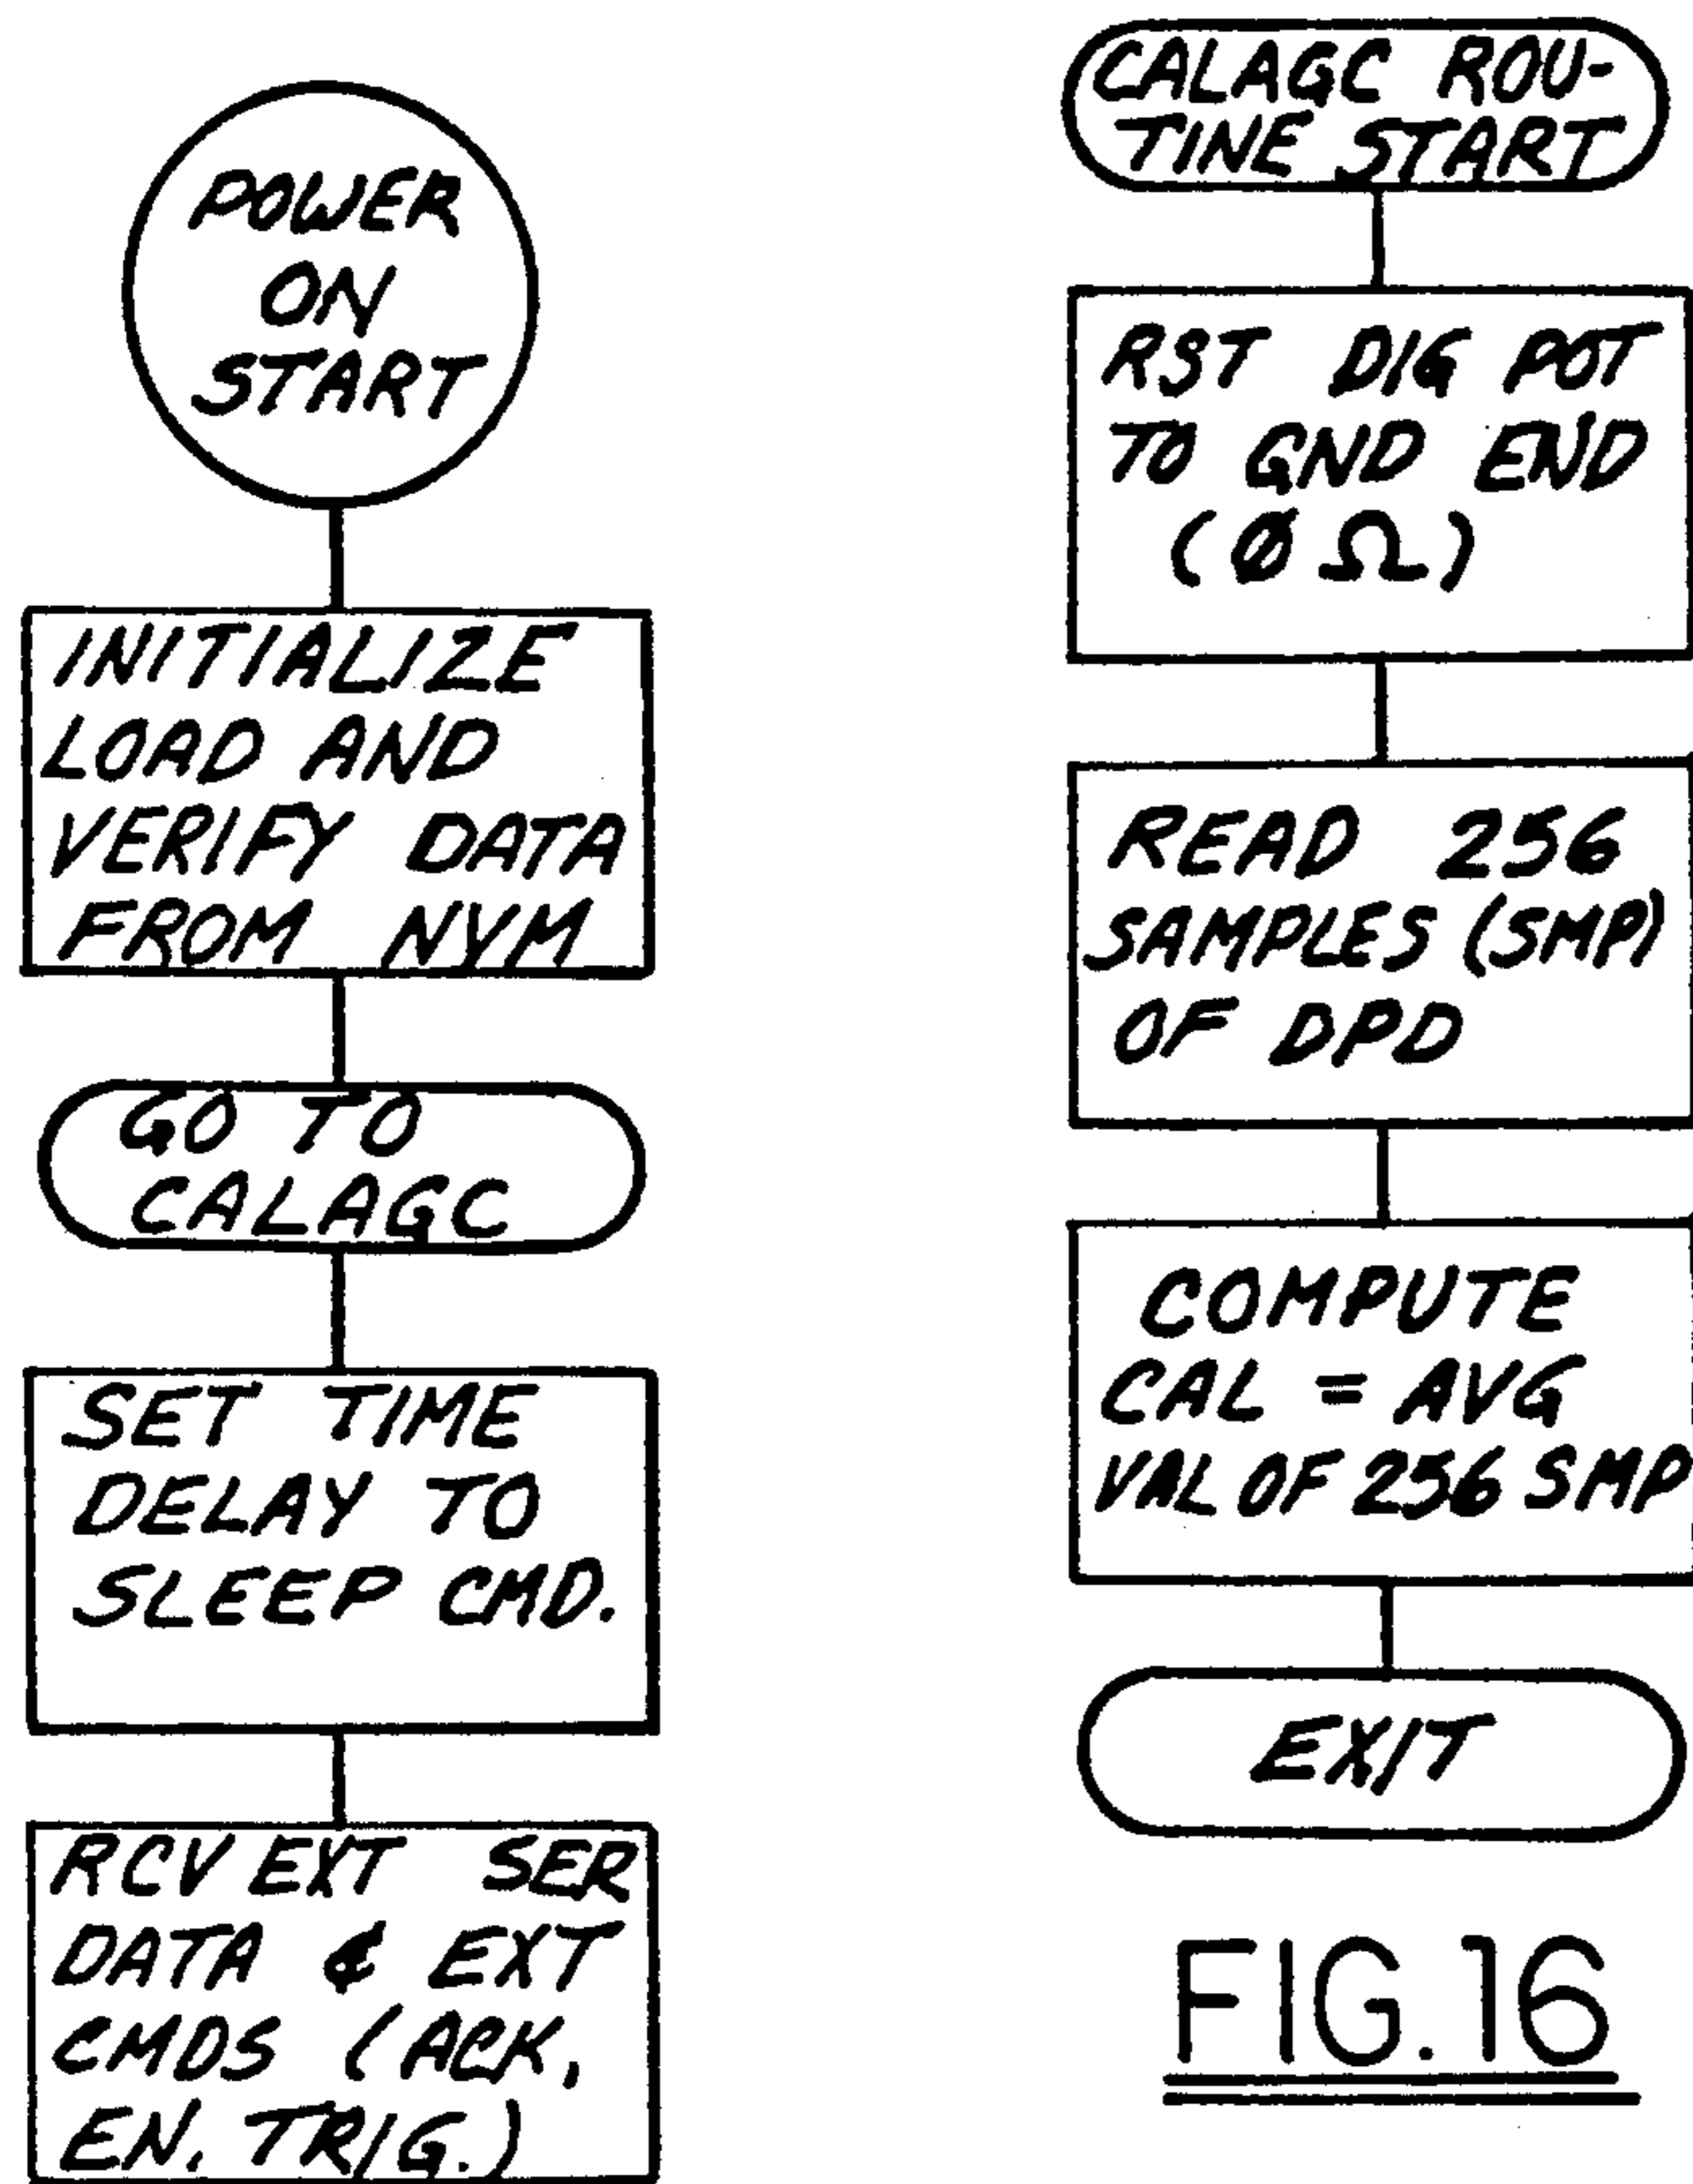 POWER
ON
START
INITIALIZE
LOAD AND
VERIFY DATA
FROM NVM
GO TO
CALAGC
SET TIME
DELAY TO
SLEEP CMD.
RCV EXT SER
DATA & EXT
CMDS (ACK,
EN. TRIG.)
CALAGC ROU-
TINE START
RST DIG POT
TO GND END
(Ø Ω)
READ 256
SAMPLES (SMP)
OF DPD
COMPUTE
CAL = AVG
VAL OF 256 SMP
EXIT
FIG. 16